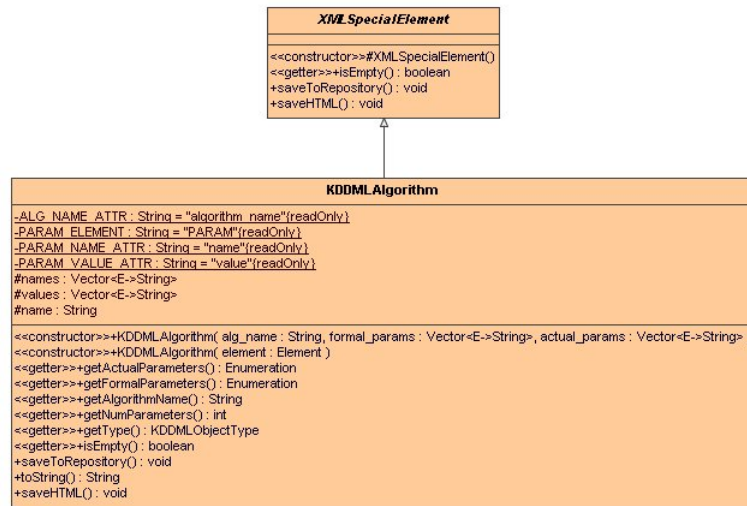 XMLSpecialElement
<<constructor>>#XMLSpecialElement()
<<getter>>+isEmpty() : boolean
+saveToRepository() : void
+saveHTML() : void
KDDMLAlgorithm
-ALG_NAME_ATTR : String = "algorithm_name"{readOnly}
-PARAM_ELEMENT : String = "PARAM"{readOnly}
-PARAM_NAME_ATTR : String = "name"{readOnly}
-PARAM_VALUE_ATTR : String = "value"{readOnly}
#names : Vector<E->String>
#values : Vector<E->String>
#name : String
<<constructor>>+KDDMLAlgorithm( alg_name : String, formal_params : Vector<E->String>, actual_params : Vector<E->String>
<<constructor>>+KDDMLAlgorithm( element : Element )
<<getter>>+getActualParameters() : Enumeration
<<getter>>+getFormalParameters() : Enumeration
<<getter>>+getAlgorithmName() : String
<<getter>>+getNumParameters() : int
<<getter>>+getType() : KDDMLObjectType
<<getter>>+isEmpty() : boolean
+saveToRepository() : void
+toString() : String
+saveHTML() : void